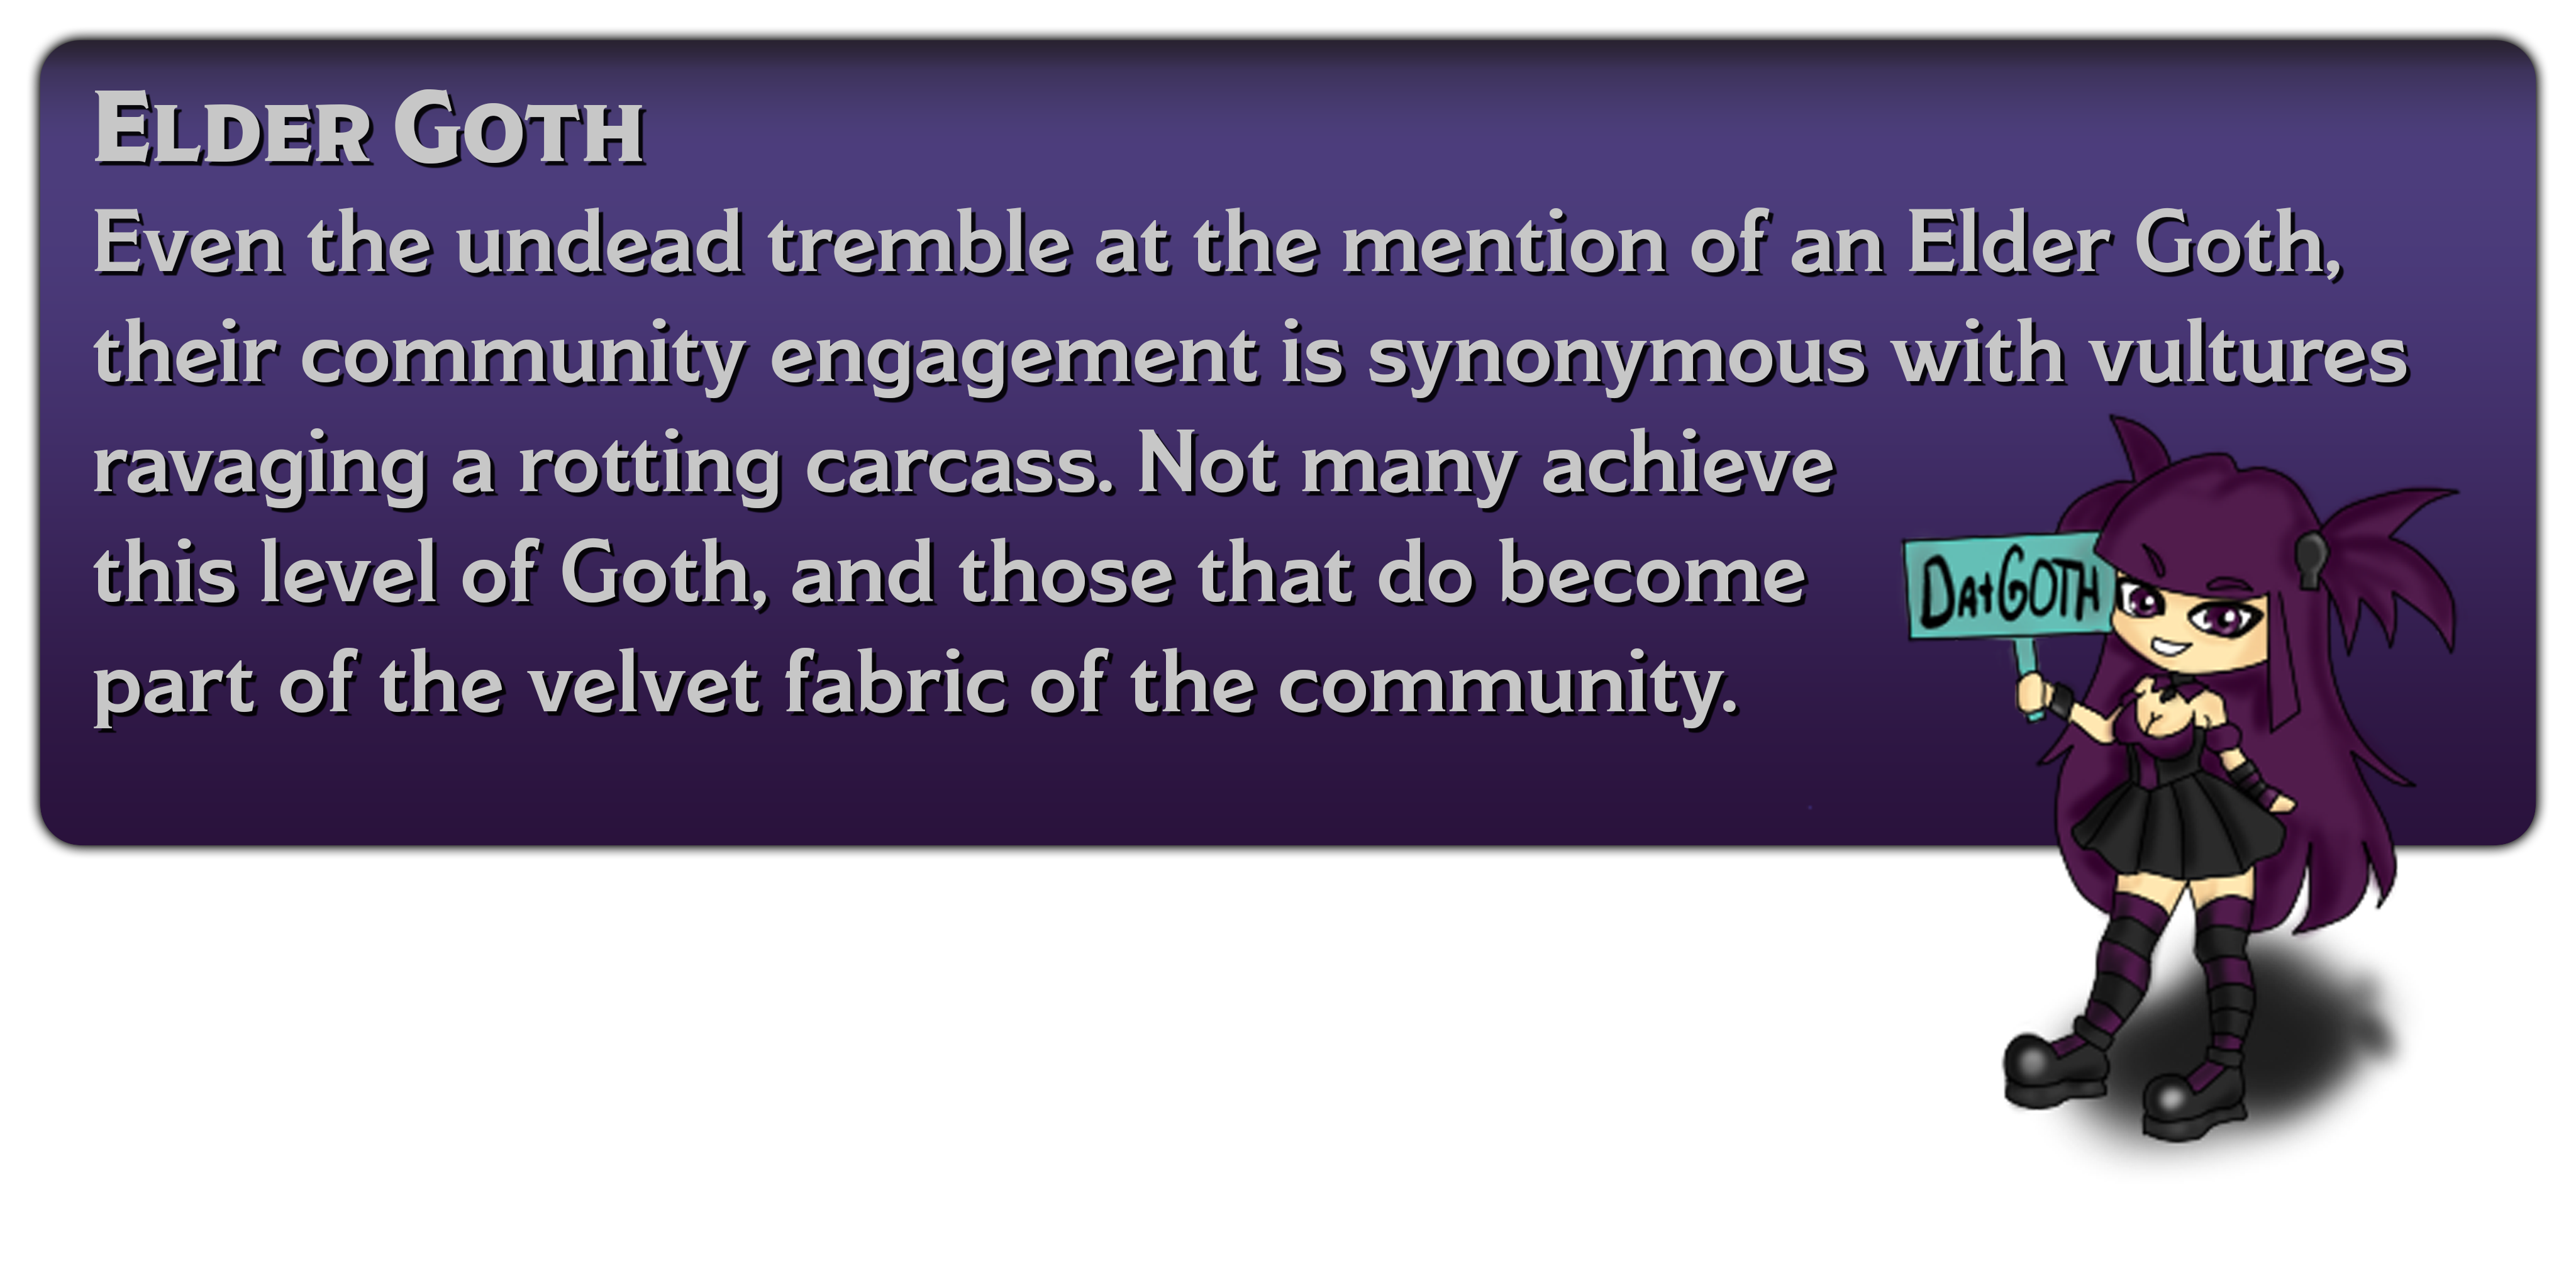 Elder Goth
Even the undead tremble at the mention of an Elder Goth,
their community engagement is synonymous with vultures
ravaging a rotting carcass. Not many achieve
this level of Goth, and those that do become
part of the velvet fabric of the community.
DatGOTH